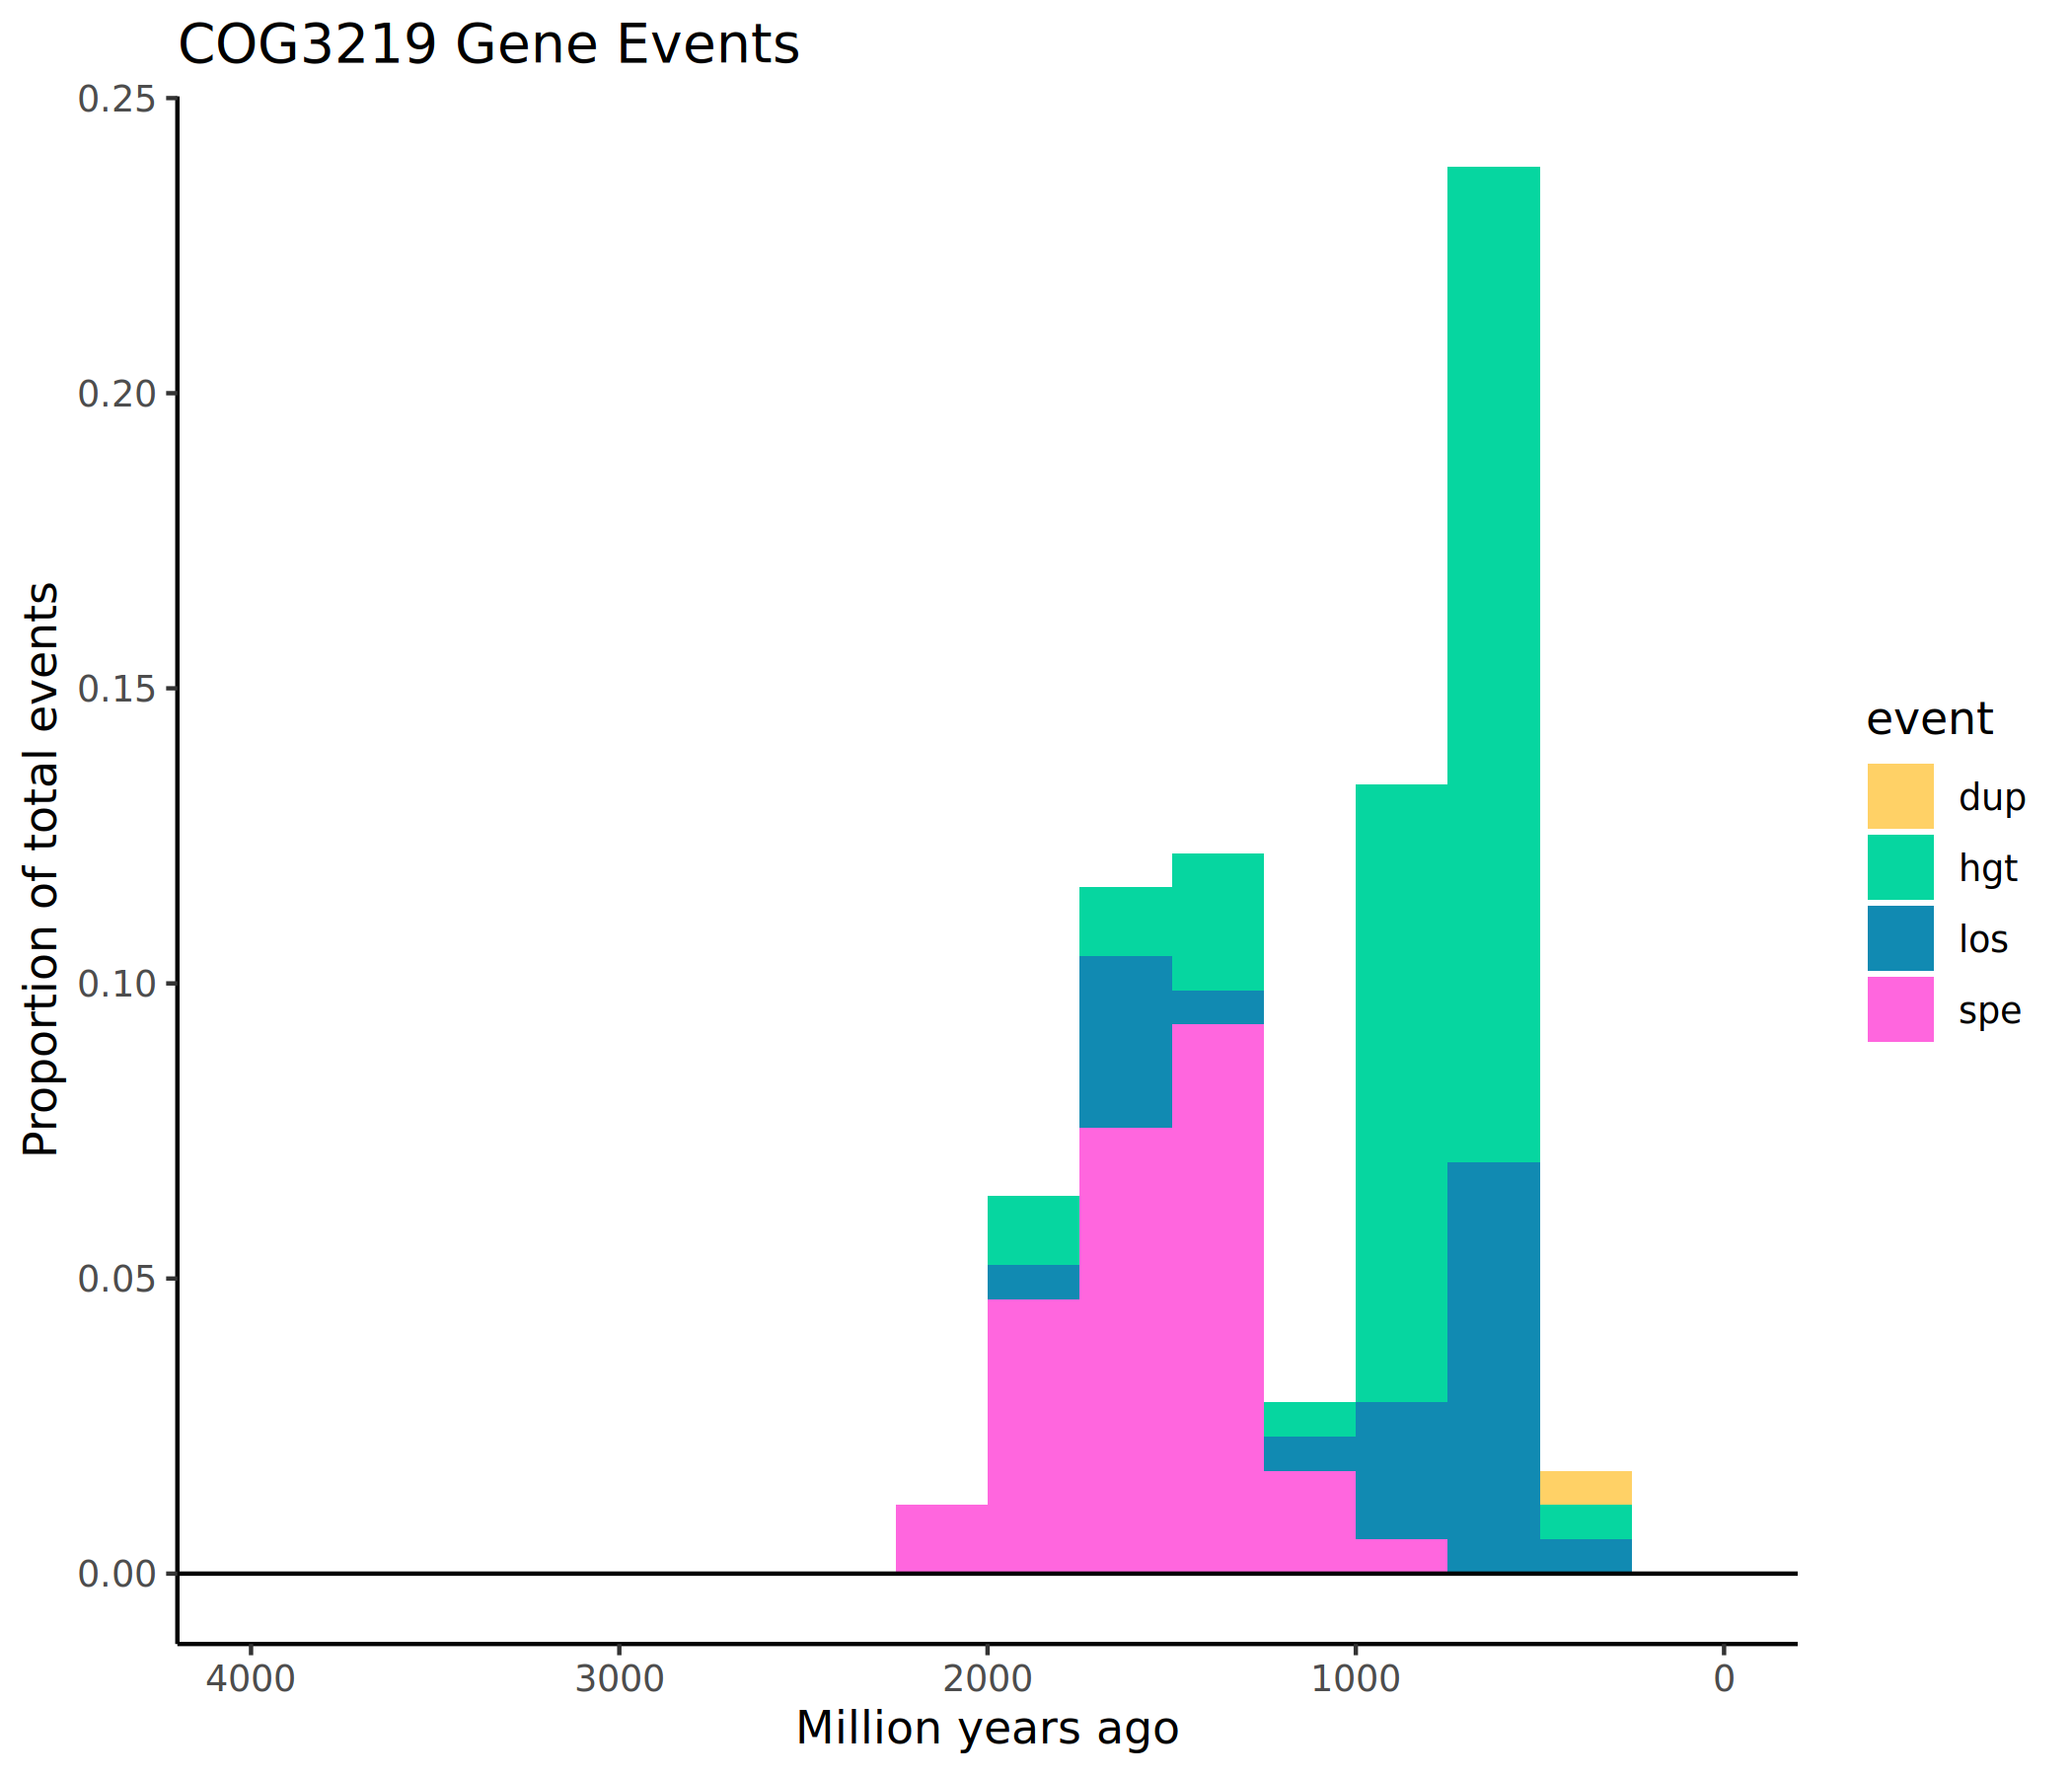 COG3219 Gene Events
0.25
0.20
0.15
0.10
0.05
0.00
Proportion of total events
4000 3000 2000 1000 0
Million years ago
event
dup
hgt
los
spe